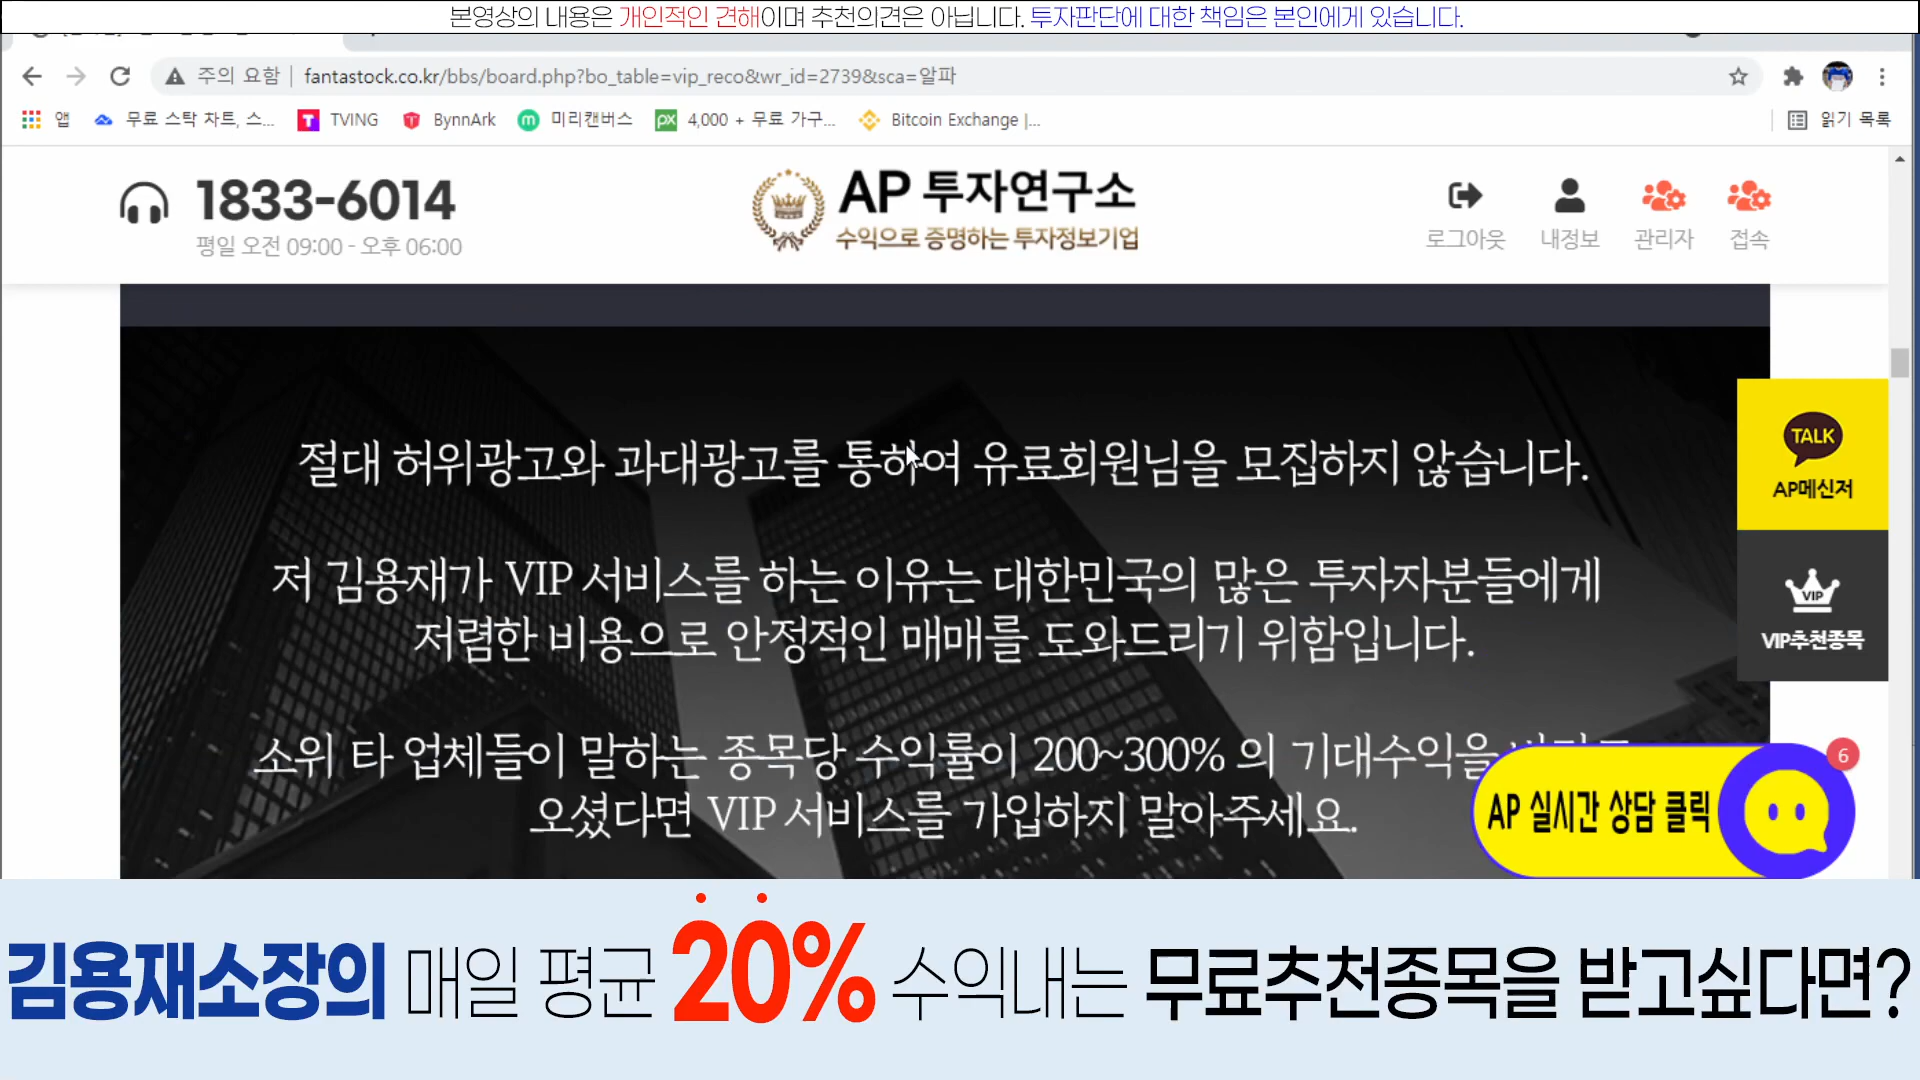 본영상의 내용은 개인적인 견해이며 추천의견은 아닙니다. 투자판단에 대한 책임은 본인에게 있습니다.
주의 요함 | fantastock.co.kr/bbs/board.php?bo_table=vip_reco&wr_id=2739&sca=알파
앱 무료 스탁 차트, 스... TVING BynnArk 미리캔버스 px 4,000 + 무료 가구... Bitcoin Exchange |... 읽기 목록
1833-6014
평일 오전 09:00 - 오후 06:00
AP 투자연구소
수익으로 증명하는 투자정보기업
로그아웃 내정보 관리자 접속
절대 허위광고와 과대광고를 통하여 유료회원님을 모집하지 않습니다.
저 김용재가 VIP 서비스를 하는 이유는 대한민국의 많은 투자자분들에게
저렴한 비용으로 안정적인 매매를 도와드리기 위함입니다.
소위 타 업체들이 말하는 종목당 수익률이 200~300% 의 기대수익을
오셨다면 VIP 서비스를 가입하지 말아주세요.
TALK
AP메신저
VIP
VIP추천종목
AP 실시간 상담 클릭
6
김용재소장의 매일 평균 20% 수익내는 무료추천종목을 받고싶다면?